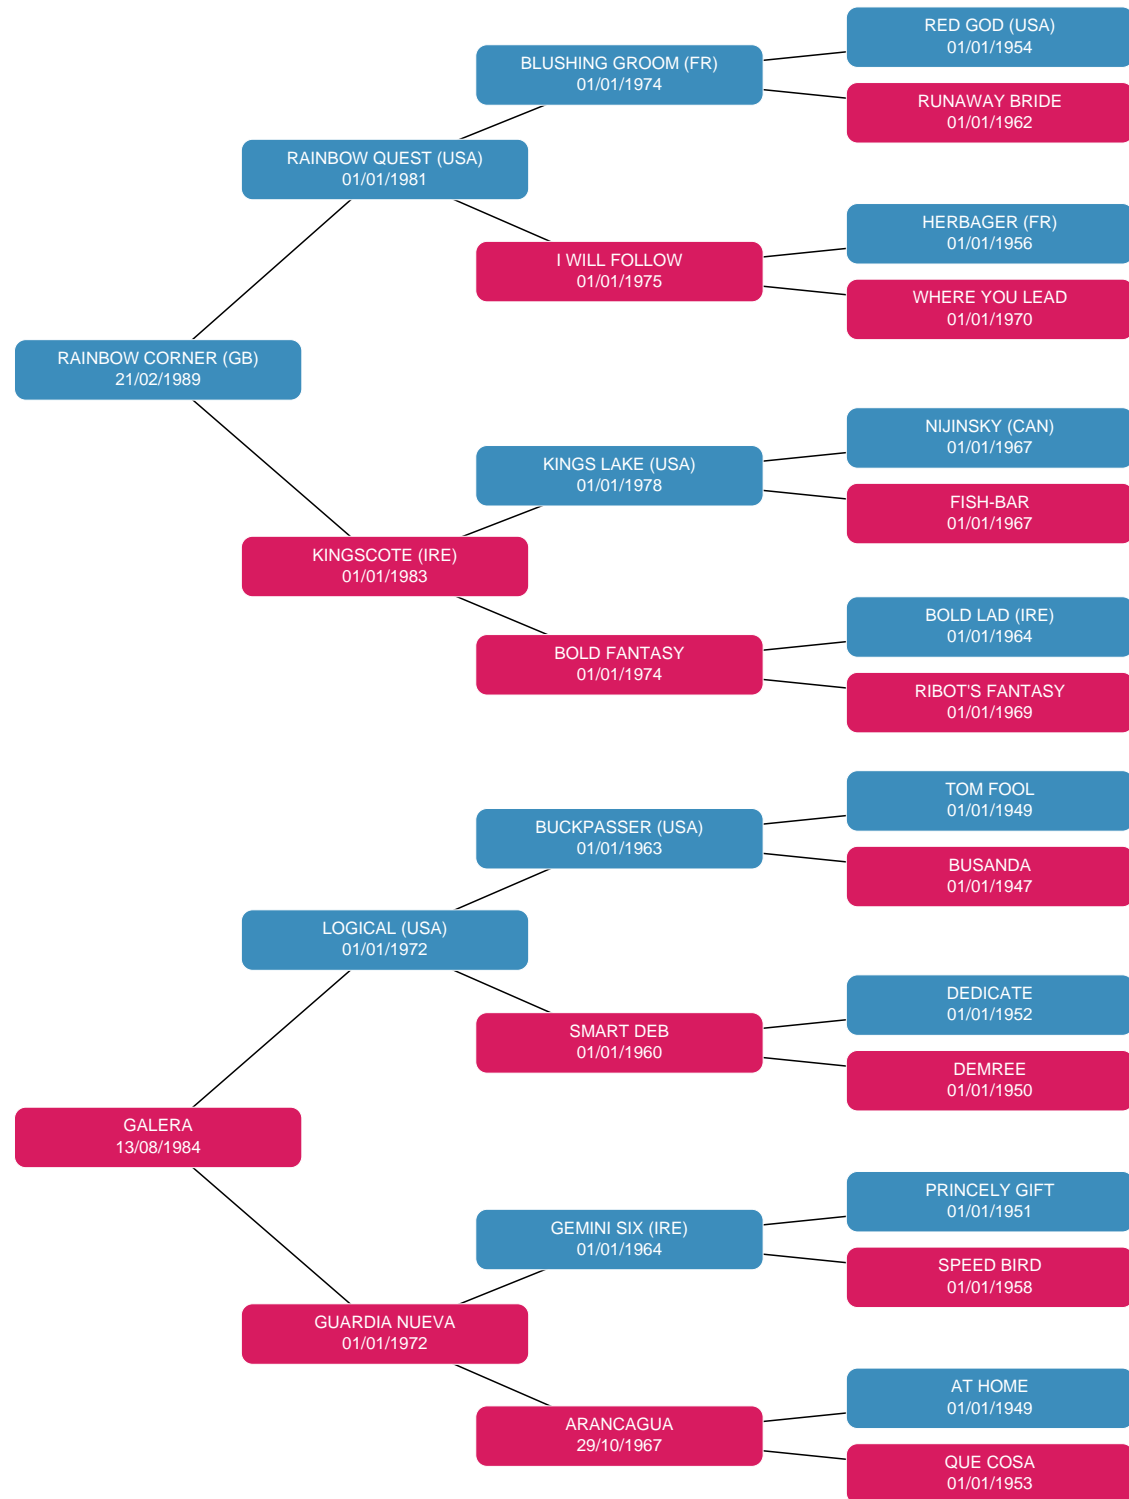 RED GOD (USA)
01/01/1954
BLUSHING GROOM (FR)
01/01/1974
RUNAWAY BRIDE
01/01/1962
RAINBOW QUEST (USA)
01/01/1981
HERBAGER (FR)
01/01/1956
I WILL FOLLOW
01/01/1975
WHERE YOU LEAD
01/01/1970
RAINBOW CORNER (GB)
21/02/1989
NIJINSKY (CAN)
01/01/1967
KINGS LAKE (USA)
01/01/1978
FISH-BAR
01/01/1967
KINGSCOTE (IRE)
01/01/1983
BOLD LAD (IRE)
01/01/1964
BOLD FANTASY
01/01/1974
RIBOT'S FANTASY
01/01/1969
TOM FOOL
01/01/1949
BUCKPASSER (USA)
01/01/1963
BUSANDA
01/01/1947
LOGICAL (USA)
01/01/1972
DEDICATE
01/01/1952
SMART DEB
01/01/1960
DEMREE
01/01/1950
GALERA
13/08/1984
PRINCELY GIFT
01/01/1951
GEMINI SIX (IRE)
01/01/1964
SPEED BIRD
01/01/1958
GUARDIA NUEVA
01/01/1972
AT HOME
01/01/1949
ARANCAGUA
29/10/1967
QUE COSA
01/01/1953